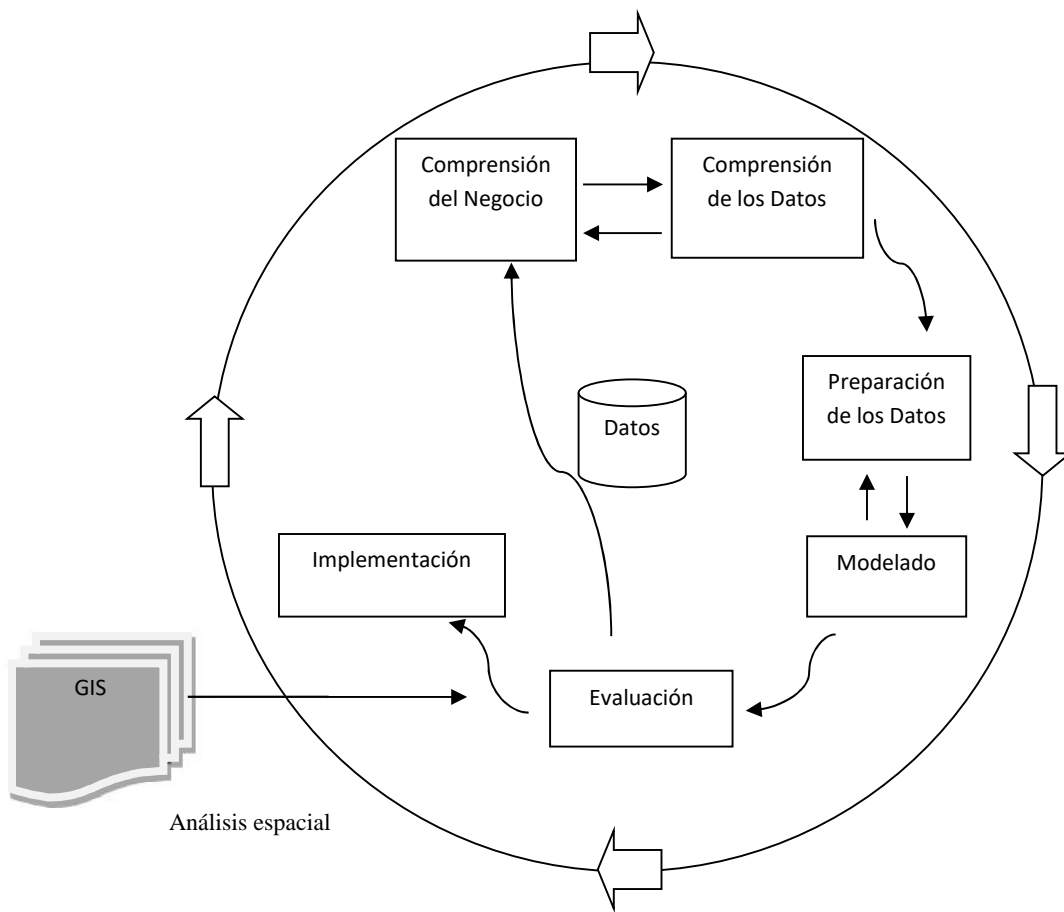 Comprensión
del Negocio
Comprensión
de los Datos
Preparación
de los Datos
Datos
Implementación
Modelado
GIS
Evaluación
Análisis espacial